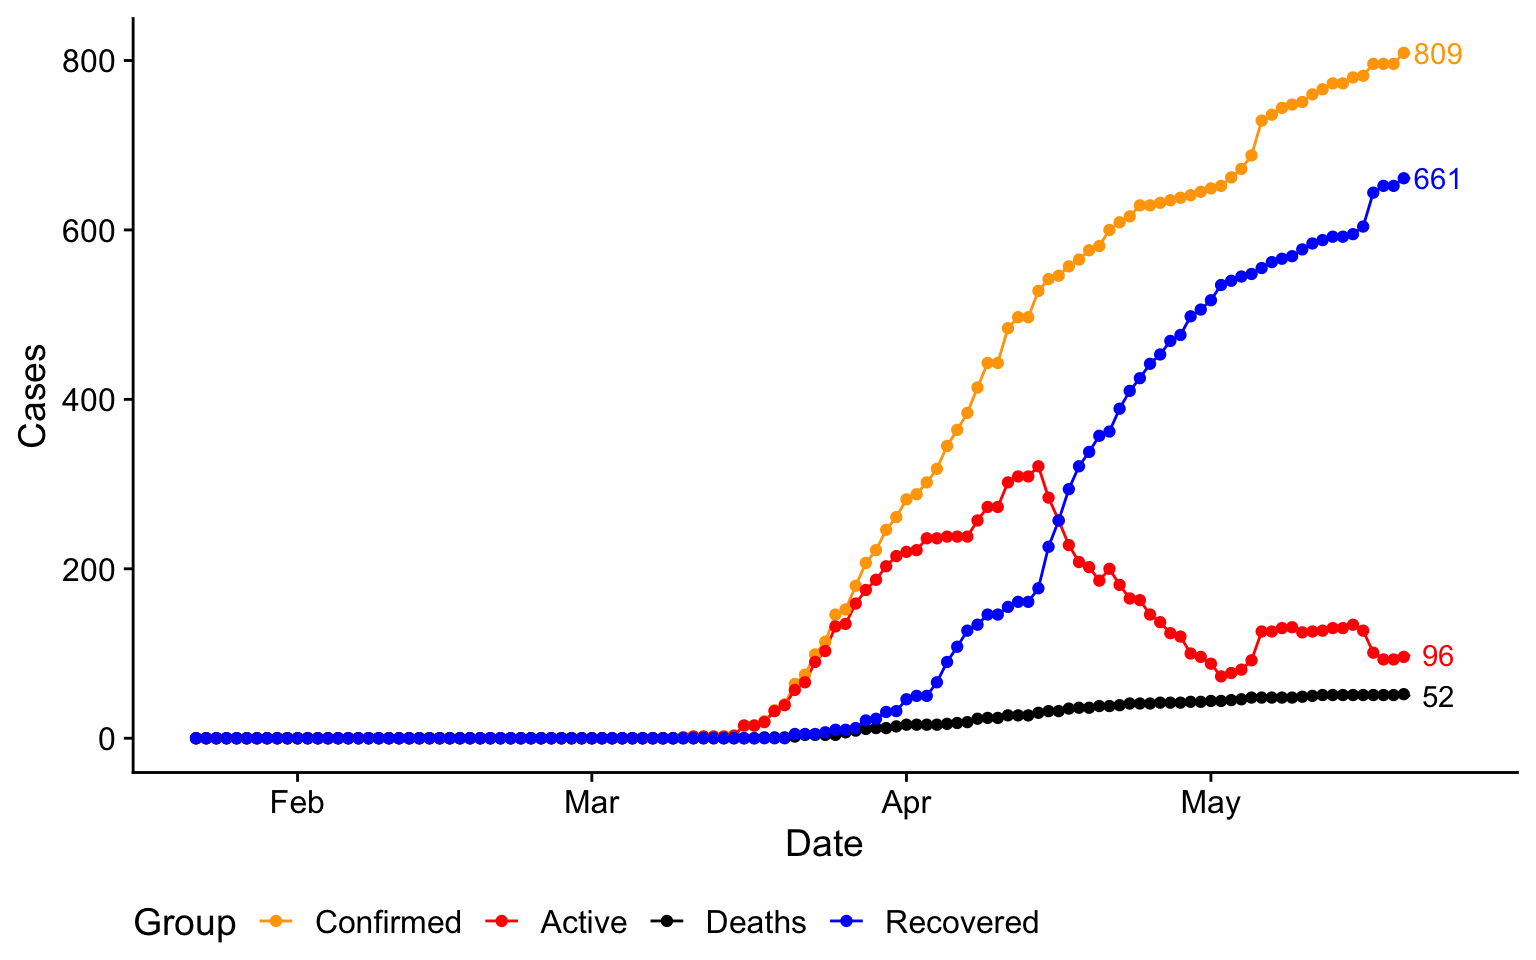 800
600
400
200
0
Cases
809
661
96
52
Feb Mar Apr May
Date
Group Confirmed Active Deaths Recovered